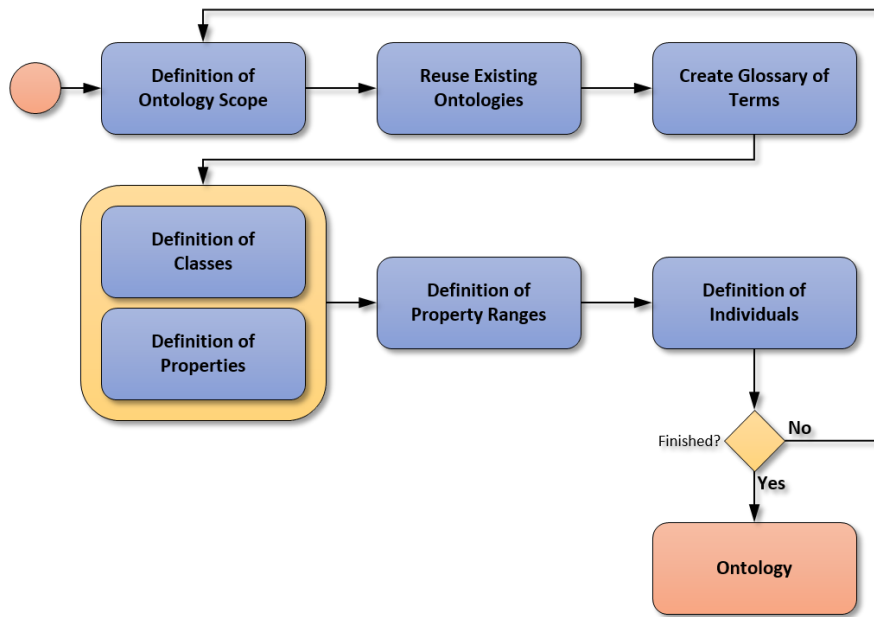 Definition of
Ontology Scope
Reuse Existing
Ontologies
Create Glossary of
Terms
Definition of
Classes
Definition of
Properties
Definition of
Property Ranges
Definition of
Individuals
Finished?
No
Yes
Ontology